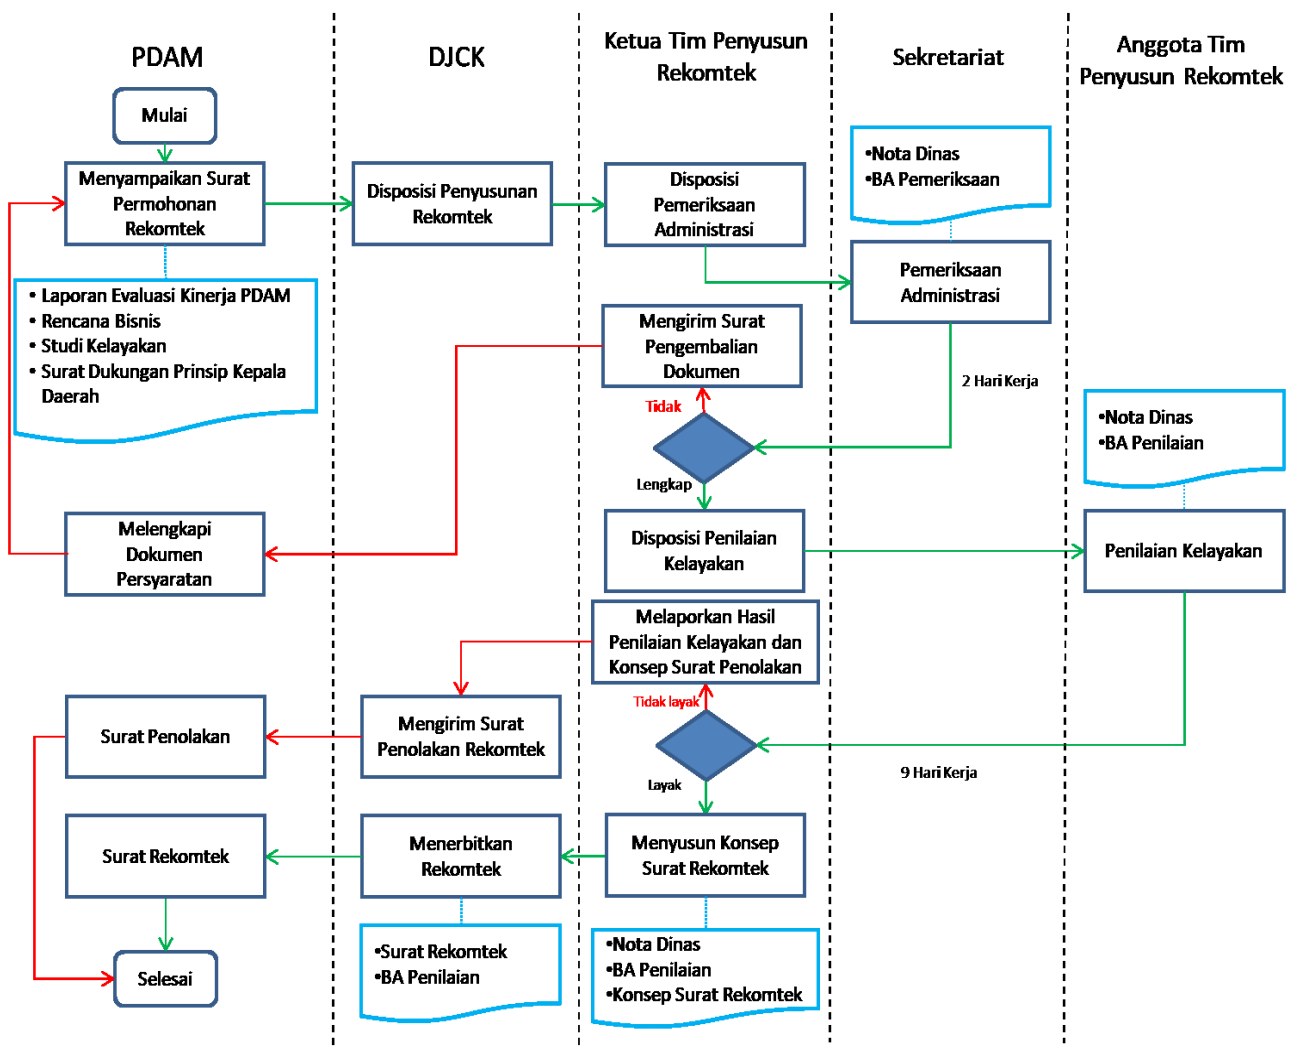 PDAM
DJCK
Ketua Tim Penyusun
Rekomtek
Sekretariat
Anggota Tim
Penyusun Rekomtek
Mulai
Menyampaikan Surat
Permohonan
Rekomtek
Disposisi Penyusunan
Rekomtek
Disposisi
Pemeriksaan
Administrasi
•Nota Dinas
•BA Pemeriksaan
Pemeriksaan
Administrasi
• Laporan Evaluasi Kinerja PDAM
• Rencana Bisnis
• Studi Kelayakan
• Surat Dukungan Prinsip Kepala
Daerah
Mengirim Surat
Pengembalian
Dokumen
2 Hari Kerja
Tidak
Lengkap
•Nota Dinas
•BA Penilaian
Melengkapi
Dokumen
Persyaratan
Disposisi Penilaian
Kelayakan
Penilaian Kelayakan
Melaporkan Hasil
Penilaian Kelayakan dan
Konsep Surat Penolakan
Tidak layak
Surat Penolakan
Mengirim Surat
Penolakan Rekomtek
9 Hari Kerja
Layak
Surat Rekomtek
Menerbitkan
Rekomtek
Menyusun Konsep
Surat Rekomtek
Selesai
•Surat Rekomtek
•BA Penilaian
•Nota Dinas
•BA Penilaian
•Konsep Surat Rekomtek